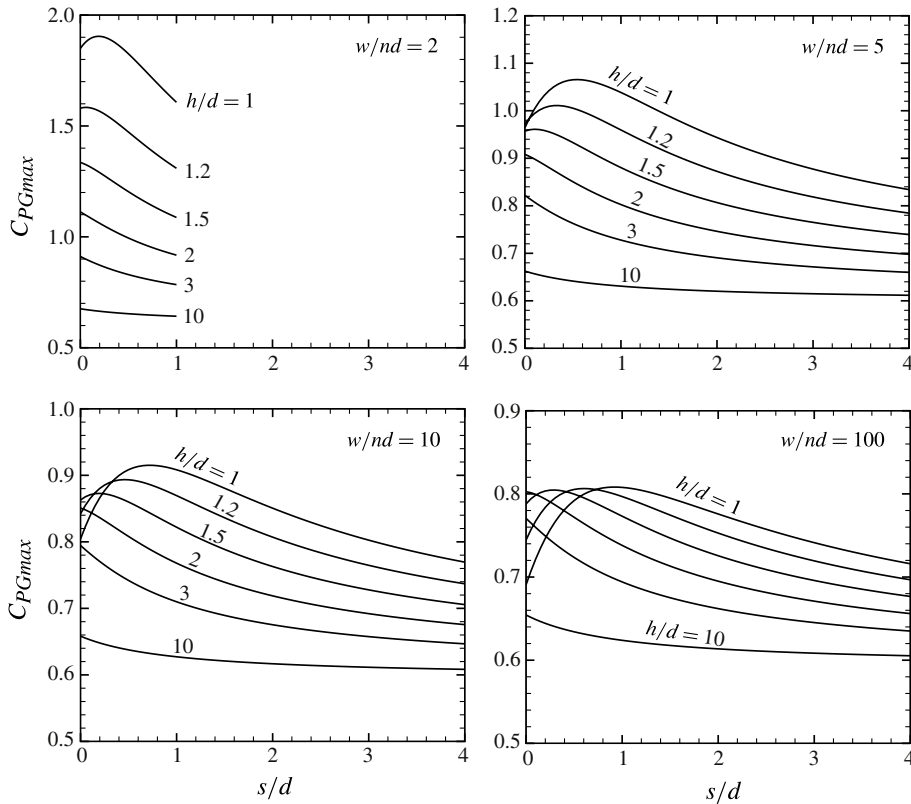 2.0
1.5
1.0
0.5
C_PGmax
w/nd = 2
h/d = 1
1.2
1.5
2
3
10
0 1 2 3 4
1.2
1.1
1.0
0.9
0.8
0.7
0.6
0.5
w/nd = 5
h/d = 1
1.2
1.5
2
3
10
0 1 2 3 4
1.0
0.9
0.8
0.7
0.6
0.5
C_PGmax
w/nd = 10
h/d = 1
1.2
1.5
2
3
10
0 1 2 3 4
s/d
0.9
0.8
0.7
0.6
0.5
w/nd = 100
h/d = 1
h/d = 10
0 1 2 3 4
s/d